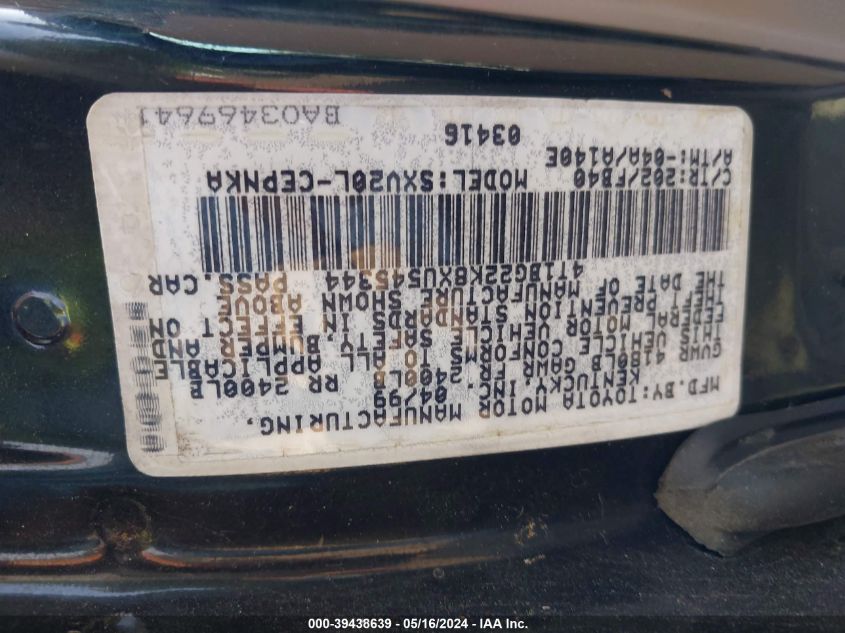 MFD.BY:TOYOTA MOTOR MANUFACTURING,
KENTUCKY, INC. 04/99
GVWR 4180LB GAWR RR 2400LB
THIS VEHICLE CONFORMS TO ALL APPLICABLE
FEDERAL MOTOR VEHICLE SAFETY, BUMPER, AND
THEFT PREVENTION STANDARDS IN EFFECT ON
THE DATE OF MANUFACTURE SHOWN ABOVE.
4T1BG22K8XU545344 PASS. CAR
C/TR:202/FB40 MODEL:SXV20L-CEPNKA
A/TM:-04A/A140E
03416
BA03469641
000-39438639 - 05/16/2024 - IAA Inc.